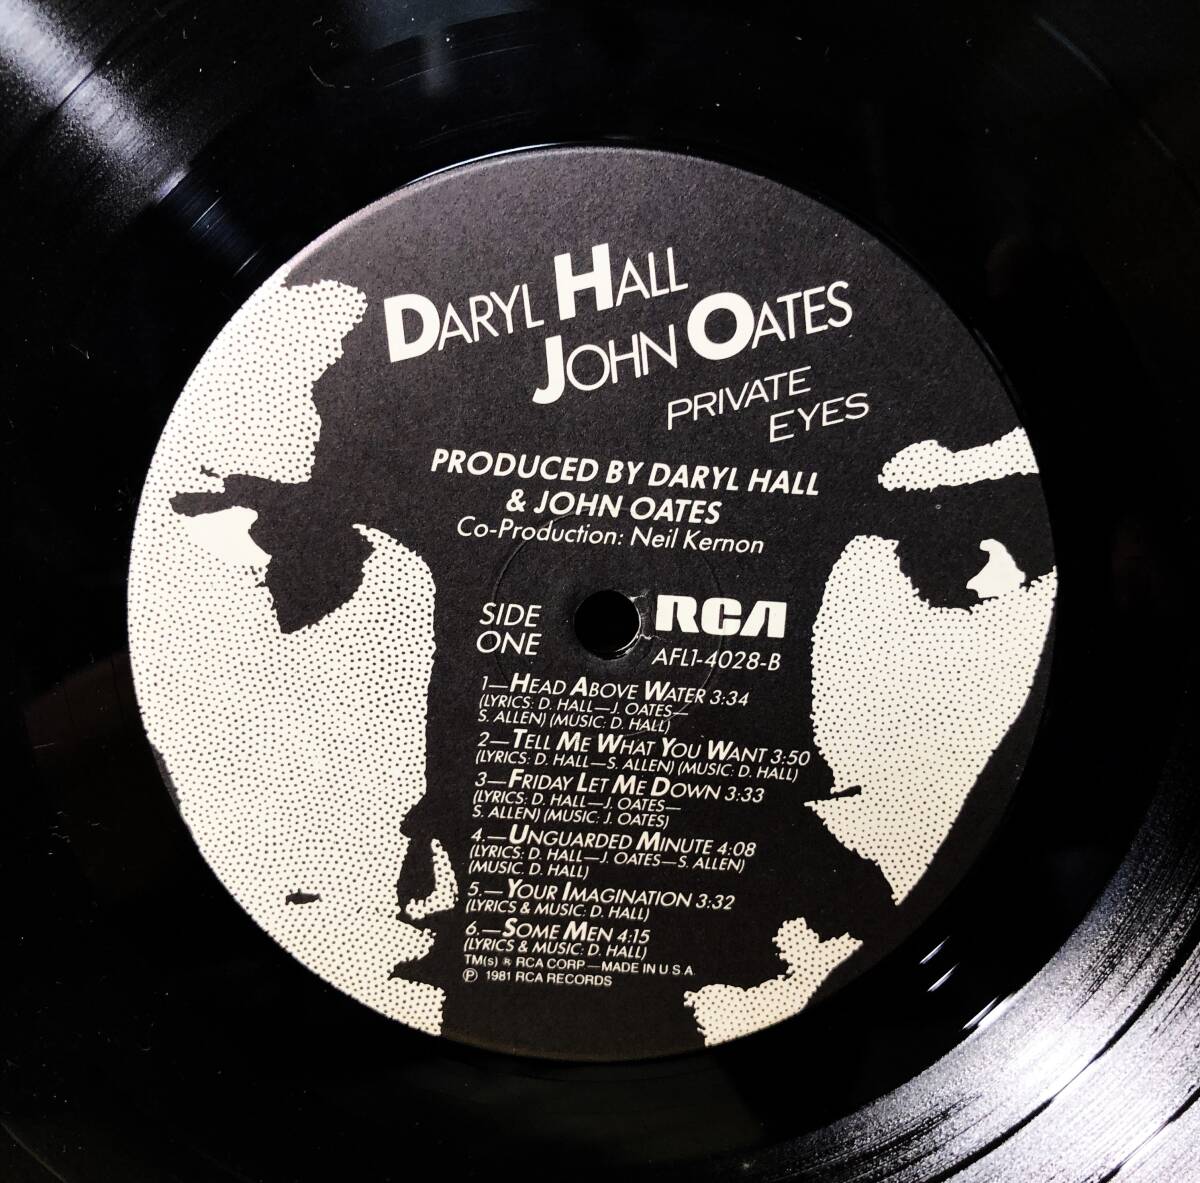 DARYL HALL
JOHN OATES
PRIVATE
EYES
PRODUCED BY DARYL HALL
& JOHN OATES
Co-Production: Neil Kernon
SIDE
ONE
RCA
AFL1-4028-B
1—HEAD ABOVE WATER 3:34
(LYRICS: D. HALL—J. OATES—
S. ALLEN) (MUSIC: D. HALL)
2—TELL ME WHAT YOU WANT 3:50
(LYRICS: D. HALL—S. ALLEN) (MUSIC: D. HALL)
3—FRIDAY LET ME DOWN 3:33
(LYRICS: D. HALL—J. OATES—
S. ALLEN) (MUSIC: J. OATES)
4.—UNGUARDED MINUTE 4:08
(LYRICS: D. HALL—J. OATES—S. ALLEN)
(MUSIC: D. HALL)
5.—YOUR IMAGINATION 3:32
(LYRICS & MUSIC: D. HALL)
6.—SOME MEN 4:15
(LYRICS & MUSIC: D. HALL)
TM(s) ® RCA CORP—MADE IN U.S.A.
℗ 1981 RCA RECORDS